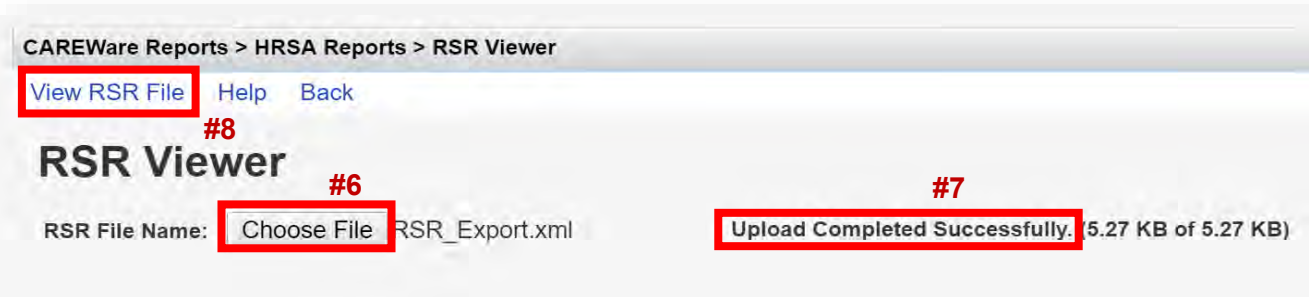 CAREWare Reports > HRSA Reports > RSR Viewer
View RSR File Help Back
#8
RSR Viewer
#6 #7
RSR File Name: Choose File RSR_Export.xml Upload Completed Successfully. (5.27 KB of 5.27 KB)